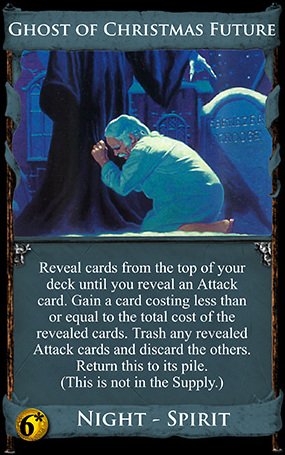 GHOST OF CHRISTMAS FUTURE
EBENEZER
SCROOGE
Reveal cards from the top of your
deck until you reveal an Attack
card. Gain a card costing less than
or equal to the total cost of the
revealed cards. Trash any revealed
Attack cards and discard the others.
Return this to its pile.
(This is not in the Supply.)
6*
NIGHT - SPIRIT